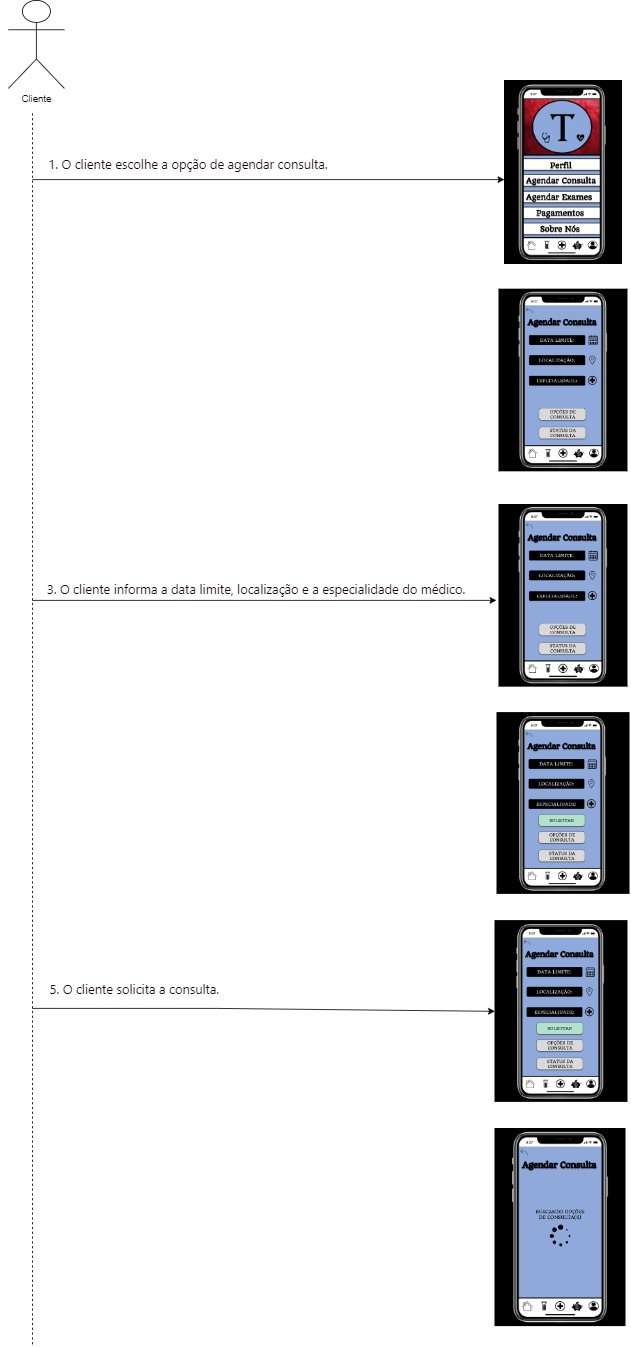 Cliente
1. O cliente escolhe a opção de agendar consulta.
T
Perfil
Agendar Consulta
Agendar Exames
Pagamentos
Sobre Nós
Agendar Consulta
DATA LIMITE:
LOCALIZAÇÃO:
ESPECIALIDADE:
OPÇÕES DE
CONSULTA
STATUS DA
CONSULTA
3. O cliente informa a data limite, localização e a especialidade do médico.
Agendar Consulta
DATA LIMITE:
LOCALIZAÇÃO:
ESPECIALIDADE:
OPÇÕES DE
CONSULTA
STATUS DA
CONSULTA
Agendar Consulta
DATA LIMITE:
LOCALIZAÇÃO:
ESPECIALIDADE:
SOLICITAR
OPÇÕES DE
CONSULTA
STATUS DA
CONSULTA
5. O cliente solicita a consulta.
Agendar Consulta
DATA LIMITE:
LOCALIZAÇÃO:
ESPECIALIDADE:
SOLICITAR
OPÇÕES DE
CONSULTA
STATUS DA
CONSULTA
Agendar Consulta
BUSCANDO OPÇÕES
DE CONSULTA(S)